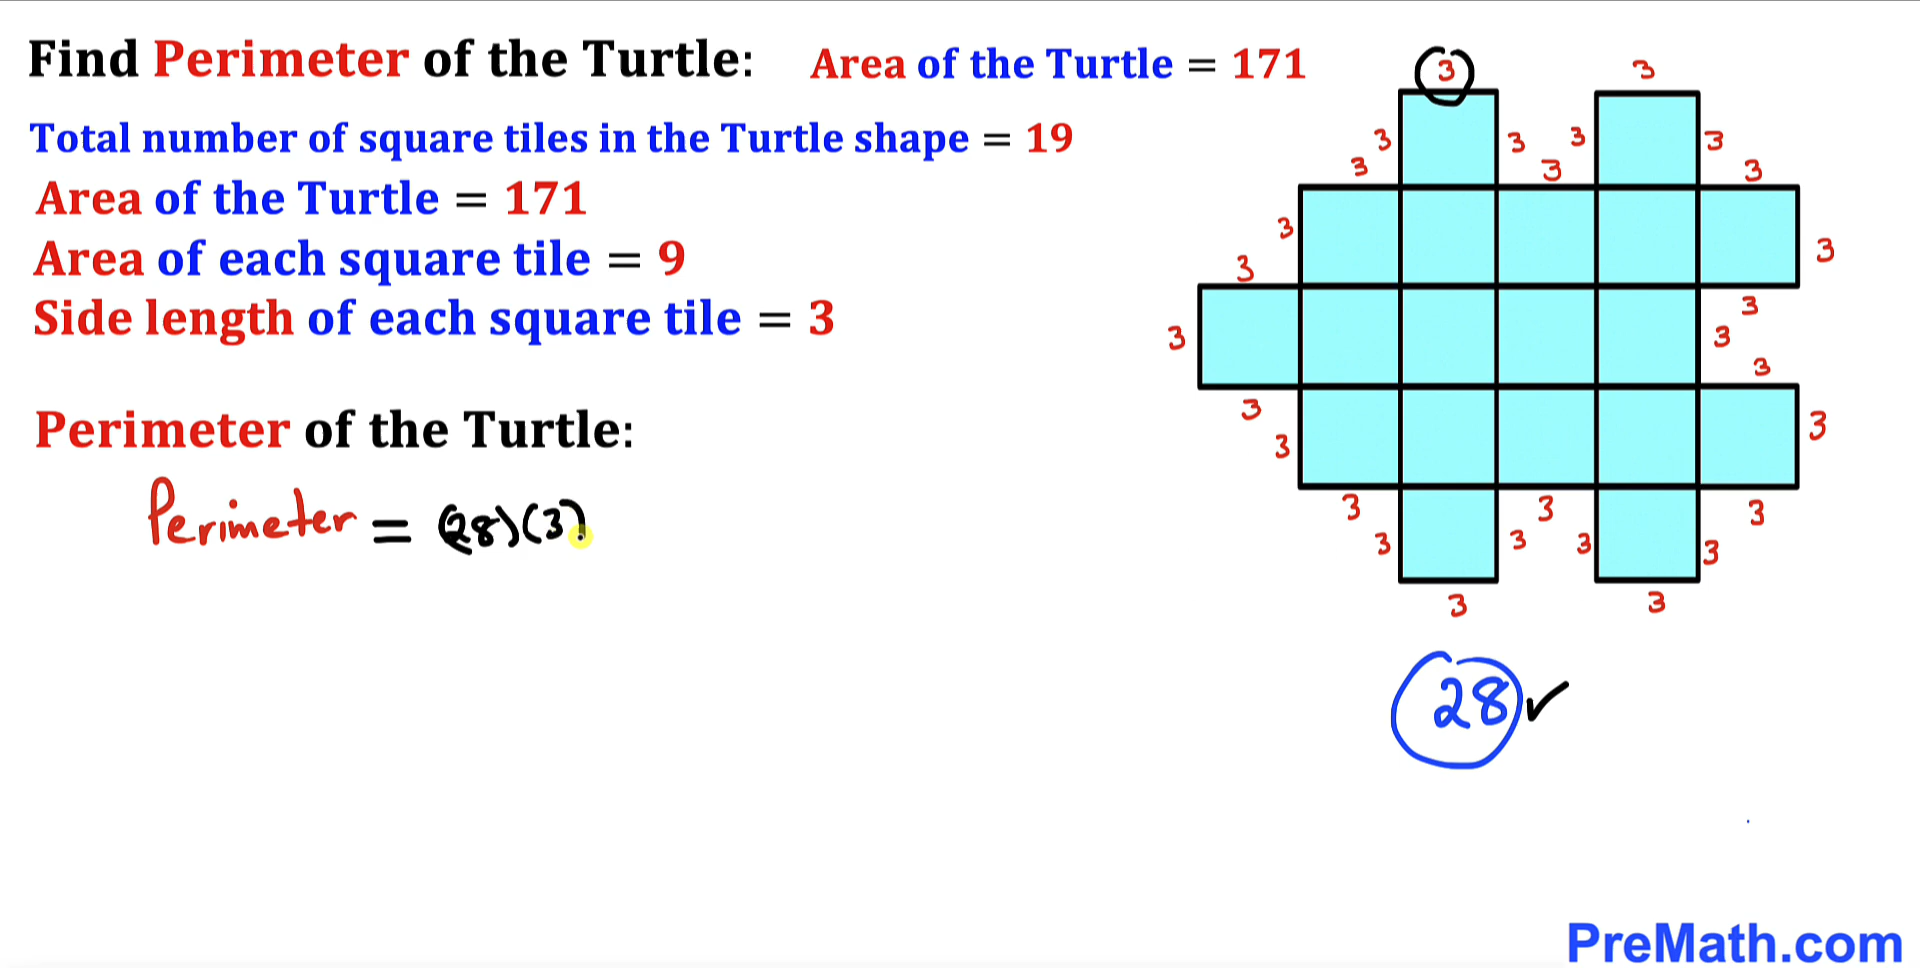 Find Perimeter of the Turtle: Area of the Turtle = 171
Total number of square tiles in the Turtle shape = 19
Area of the Turtle = 171
Area of each square tile = 9
Side length of each square tile = 3
Perimeter of the Turtle:
Perimeter = (28)(3)
3 3
3 3 3 3
3 3 3
3 3
3
3
3 3
3
3
3 3
3
3 3 3
3 3 3 3
3 3
28 ✓
PreMath.com